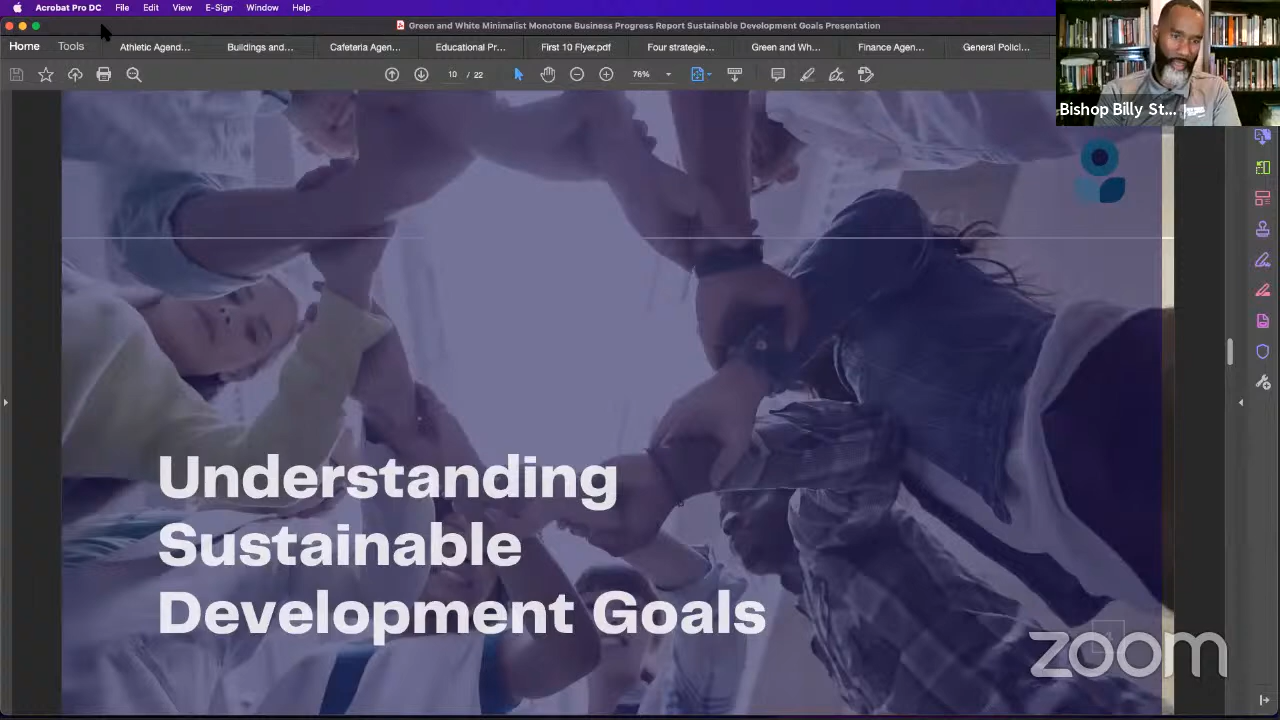 Acrobat Pro DC File Edit View E-Sign Window Help
Green and White Minimalist Monotone Business Progress Report Sustainable Development Goals Presentation
Home Tools Athletic Agend... Buildings and... Cafeteria Agen... Educational Pr... First 10 Flyer.pdf Four strategie... Green and Wh... Finance Agen... General Polici...
10 / 22 76%
Bishop Billy St...
Understanding
Sustainable
Development Goals
zoom